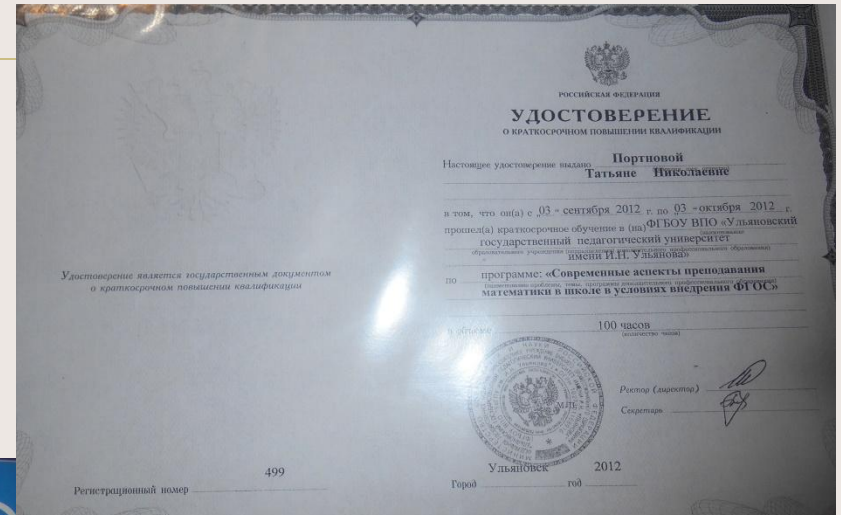 Удостоверение является государственным документом
о краткосрочном повышении квалификации
499
Регистрационный номер
РОССИЙСКАЯ ФЕДЕРАЦИЯ
УДОСТОВЕРЕНИЕ
О КРАТКОСРОЧНОМ ПОВЫШЕНИИ КВАЛИФИКАЦИИ
Настоящее удостоверение выдано Портновой
Татьяне Николаевне
в том, что он(а) с „03 „ сентября 2012 г. по 03 „октября 2012 г.
прошел(а) краткосрочное обучение в (на) ФГБОУ ВПО «Ульяновский
государственный педагогический университет
имени И.Н. Ульянова»
по программе: «Современные аспекты преподавания
математики в школе в условиях внедрения ФГОС»
в объеме 100 часов
(количество часов)
Ректор (директор)
Секретарь
М.П.
Ульяновск 2012
Город год